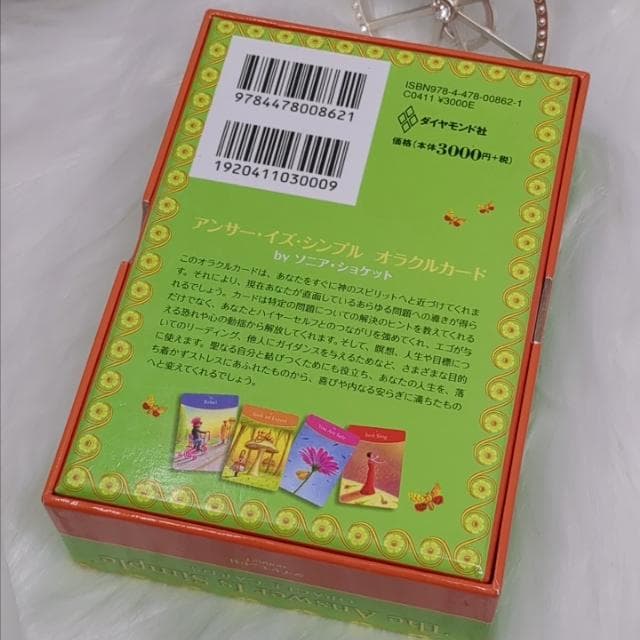 ISBN978-4-478-00862-1
C0411 ¥3000E
9784478008621
1920411030009
ダイヤモンド社
価格(本体3000円+税)
アンサー・イズ・シンプル オラクルカード
by ソニア・ショケット
このオラクルカードは、あなたをすぐに神のスピリットへと近づけてくれま
す。それにより、現在あなたが直面しているあらゆる問題への導きが得ら
れるでしょう。カードは特定の問題についての解決のヒントを教えてくれる
だけでなく、あなたとハイヤーセルフとのつながりを強めてくれ、エゴが与
える恐れや心の動揺から解放してくれます。そして、瞑想、人生や目標につ
いてのリーディング、他人にガイダンスを与えるためなど、さまざまな目的
に使えます。聖なる自分と結びつくためにも役立ち、あなたの人生を、落
ち着かずストレスにあふれたものから、喜びや内なる安らぎに満ちたもの
へと変えてくれるでしょう。
You Are Safe
Just Sing
The Answer Is Simple